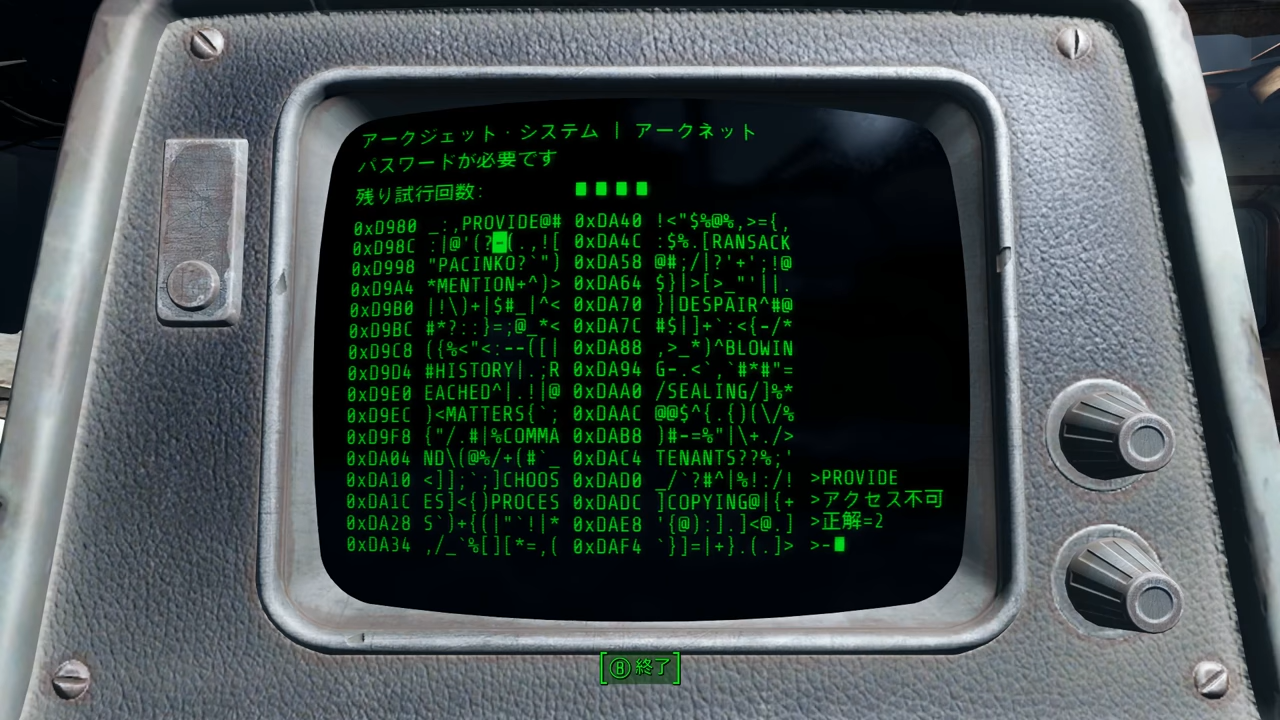 アークジェット・システム | アークネット
パスワードが必要です
残り試行回数: ■ ■ ■ ■
0xD980 _:,PROVIDE@# 0xDA40 !<"$%@%,>={,
0xD98C :|@'(?-(.,![ 0xDA4C :$%.[RANSACK
0xD998 "PACINKO?`") 0xDA58 @#;/|?'+';!@
0xD9A4 *MENTION+^)> 0xDA64 $}|>[>_"'||.
0xD9B0 |!\)+|$#_|^< 0xDA70 }|DESPAIR^#@
0xD9BC #*?::}=;@_*< 0xDA7C #$|]+`:<{-/*
0xD9C8 ({%<"<:--([| 0xDA88 ,>_*)^BLOWIN
0xD9D4 #HISTORY|.;R 0xDA94 G-.<`,`#*#"=
0xD9E0 EACHED^|.!|@ 0xDAA0 /SEALING/]%*
0xD9EC )<MATTERS{`; 0xDAAC @@$^{.{)(\/%
0xD9F8 {"/.#|%COMMA 0xDAB8 )#-=%"|\+./>
0xDA04 ND\(@%/+(#`_ 0xDAC4 TENANTS??%;'
0xDA10 <]];`;]CHOOS 0xDAD0 _/`?#^|%!:/!
0xDA1C ES]<{)PROCES 0xDADC ]COPYING@|{+
0xDA28 S`)+{(|"`!|* 0xDAE8 '{@):].]<@.]
0xDA34 ,/_`%[][*=,( 0xDAF4 `}]=|+}.(.]>
>PROVIDE
>アクセス不可
>正解=2
>-■
[Ⓑ 終了]